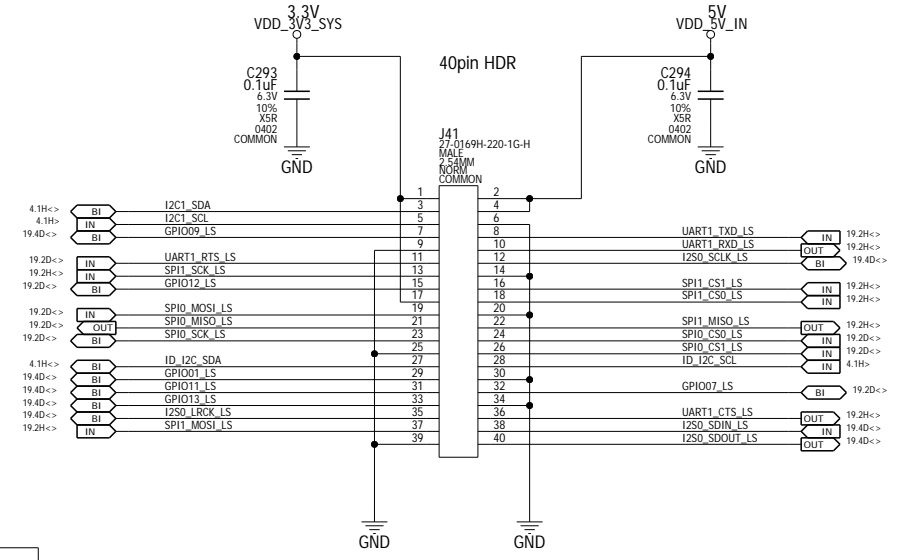 3.3V
VDD_3V3_SYS
5V
VDD_5V_IN
40pin HDR
C293
0.1uF
6.3V
10%
X5R
0402
COMMON
GND
C294
0.1uF
6.3V
10%
X5R
0402
COMMON
GND
J41
27-0169H-220-1G-H
MALE
2.54MM
NORM
COMMON
1 2
4.1H<> BI I2C1_SDA 3 4
4.1H> IN I2C1_SCL 5 6
19.4D<> BI GPIO09_LS 7 8 UART1_TXD_LS IN 19.2H<>
9 10 UART1_RXD_LS OUT 19.2H<>
19.2D<> IN UART1_RTS_LS 11 12 I2S0_SCLK_LS BI 19.4D<>
19.2H<> IN SPI1_SCK_LS 13 14
19.2D<> BI GPIO12_LS 15 16 SPI1_CS1_LS IN 19.2H<>
17 18 SPI1_CS0_LS IN 19.2H<>
19.2D<> IN SPI0_MOSI_LS 19 20
19.2D<> OUT SPI0_MISO_LS 21 22 SPI1_MISO_LS OUT 19.2H<>
19.2D<> BI SPI0_SCK_LS 23 24 SPI0_CS0_LS IN 19.2D<>
25 26 SPI0_CS1_LS IN 19.2D<>
4.1H<> BI ID_I2C_SDA 27 28 ID_I2C_SCL IN 4.1H>
19.4D<> BI GPIO01_LS 29 30
19.4D<> BI GPIO11_LS 31 32 GPIO07_LS BI 19.2D<>
19.4D<> BI GPIO13_LS 33 34
19.4D<> BI I2S0_LRCK_LS 35 36 UART1_CTS_LS OUT 19.2H<>
19.2H<> IN SPI1_MOSI_LS 37 38 I2S0_SDIN_LS IN 19.4D<>
39 40 I2S0_SDOUT_LS OUT 19.4D<>
GND
GND